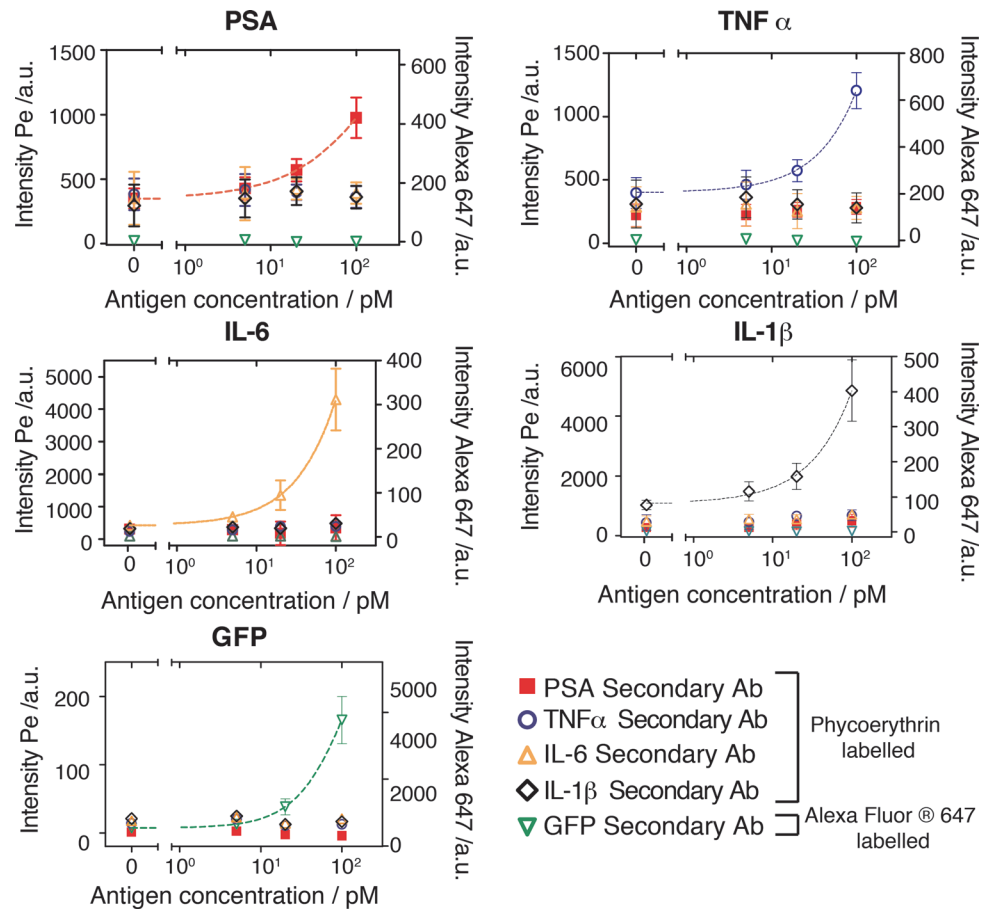 PSA
Intensity Pe /a.u.
1500
1000
500
0
600
400
200
0
Intensity Alexa 647 /a.u.
0 10⁰ 10¹ 10²
Antigen concentration / pM
TNF α
Intensity Pe /a.u.
1500
1000
500
0
800
600
400
200
0
Intensity Alexa 647 /a.u.
0 10⁰ 10¹ 10²
Antigen concentration / pM
IL-6
Intensity Pe /a.u.
5000
4000
3000
2000
1000
0
400
300
200
100
0
Intensity Alexa 647 /a.u.
0 10⁰ 10¹ 10²
Antigen concentration / pM
IL-1β
Intensity Pe /a.u.
6000
4000
2000
0
500
400
300
200
100
0
Intensity Alexa 647 /a.u.
0 10⁰ 10¹ 10²
Antigen concentration / pM
GFP
Intensity Pe /a.u.
200
100
0
5000
4000
2000
0
Intensity Alexa 647 /a.u.
0 10⁰ 10¹ 10²
Antigen concentration / pM
PSA Secondary Ab
TNFα Secondary Ab
IL-6 Secondary Ab
IL-1β Secondary Ab
GFP Secondary Ab
Phycoerythrin
labelled
Alexa Fluor ® 647
labelled